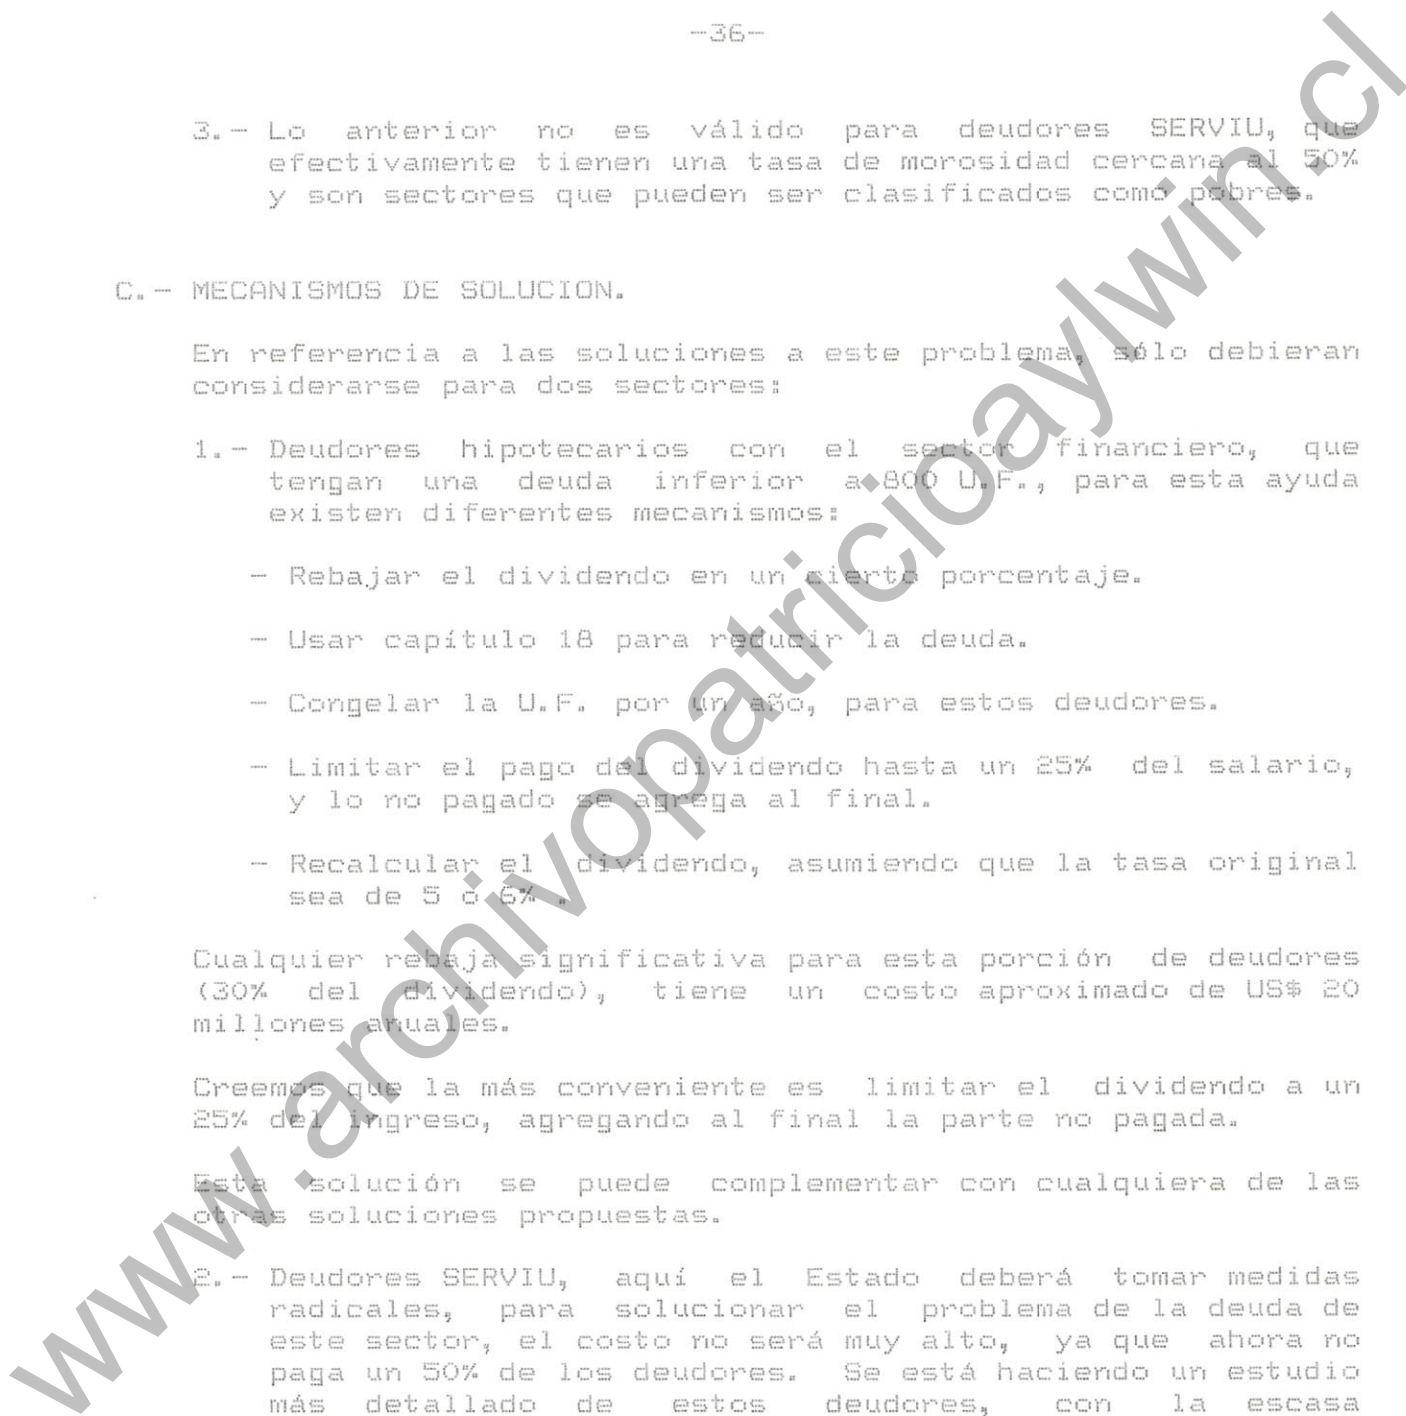 -36-
3.- Lo anterior no es válido para deudores SERVIU, que
efectivamente tienen una tasa de morosidad cercana al 50%
y son sectores que pueden ser clasificados como pobres.
C.- MECANISMOS DE SOLUCION.
En referencia a las soluciones a este problema, sólo debieran
considerarse para dos sectores:
1.- Deudores hipotecarios con el sector financiero, que
tengan una deuda inferior a 800 U.F., para esta ayuda
existen diferentes mecanismos:
- Rebajar el dividendo en un cierto porcentaje.
- Usar capítulo 18 para reducir la deuda.
- Congelar la U.F. por un año, para estos deudores.
- Limitar el pago del dividendo hasta un 25% del salario,
y lo no pagado se agrega al final.
- Recalcular el dividendo, asumiendo que la tasa original
sea de 5 o 6% .
Cualquier rebaja significativa para esta porción de deudores
(30% del dividendo), tiene un costo aproximado de US$ 20
millones anuales.
Creemos que la más conveniente es limitar el dividendo a un
25% del ingreso, agregando al final la parte no pagada.
Esta solución se puede complementar con cualquiera de las
otras soluciones propuestas.
2.- Deudores SERVIU, aquí el Estado deberá tomar medidas
radicales, para solucionar el problema de la deuda de
este sector, el costo no será muy alto, ya que ahora no
paga un 50% de los deudores. Se está haciendo un estudio
más detallado de estos deudores, con la escasa
www.archivopatricioaylwin.cl